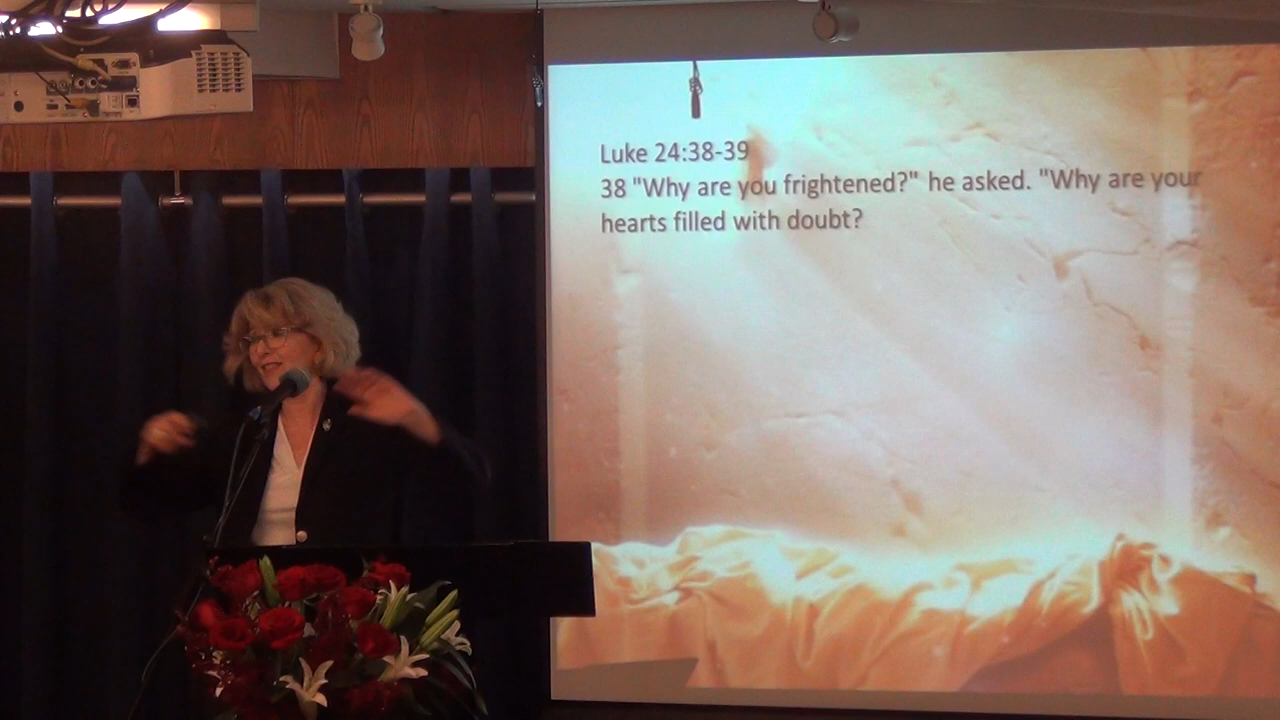 Luke 24:38-39
38 "Why are you frightened?" he asked. "Why are your
hearts filled with doubt?